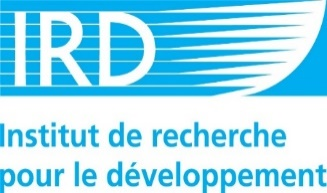 IRD
Institut de recherche
pour le développement